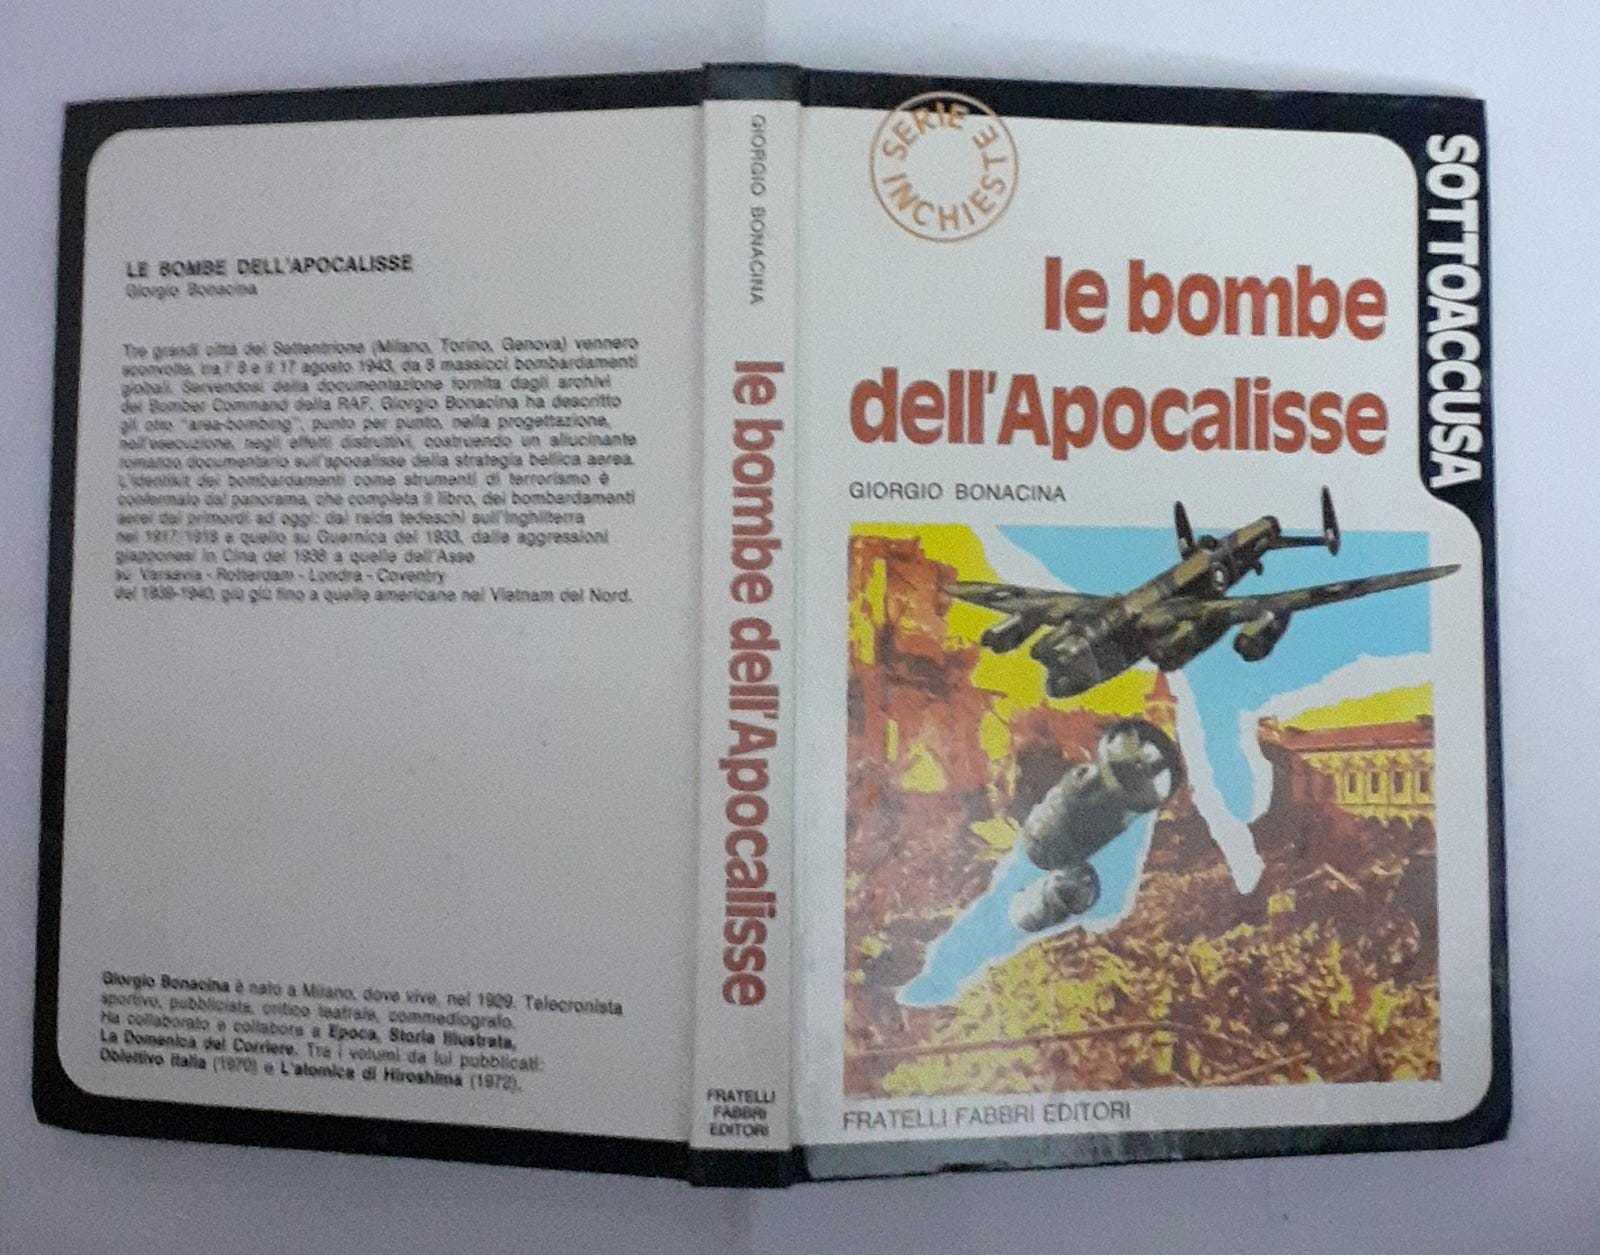 LE BOMBE DELL'APOCALISSE
Giorgio Bonacina
Tre grandi città del Settentrione (Milano, Torino, Genova) vennero
sconvolte, tra l'8 e il 17 agosto 1943, da 8 massicci bombardamenti
globali. Servendosi della documentazione fornita dagli archivi
del Bomber Command della RAF, Giorgio Bonacina ha descritto
gli otto "area-bombing", punto per punto, nella progettazione,
nell'esecuzione, negli effetti distruttivi, costruendo un allucinante
romanzo documentario sull'apocalisse della strategia bellica aerea.
L'identikit dei bombardamenti come strumenti di terrorismo è
confermato dal panorama, che completa il libro, dei bombardamenti
aerei dai primordi ad oggi: dai raids tedeschi sull'Inghilterra
nel 1917/1918 e quello su Guernica del 1933, dalle aggressioni
giapponesi in Cina del 1938 a quelle dell'Asse
su Varsavia - Rotterdam - Londra - Coventry
del 1939-1940, giù giù fino a quelle americane nel Vietnam del Nord.
Giorgio Bonacina è nato a Milano, dove vive, nel 1929. Telecronista
sportivo, pubblicista, critico teatrale, commediografo.
Ha collaborato e collabora a Epoca, Storia Illustrata,
La Domenica del Corriere. Tra i volumi da lui pubblicati:
Obiettivo Italia (1970) e L'atomica di Hiroshima (1972).
GIORGIO BONACINA
le bombe dell'Apocalisse
FRATELLI
FABBRI
EDITORI
SERIE INCHIESTE
SOTTOACCUSA
le bombe
dell'Apocalisse
GIORGIO BONACINA
FRATELLI FABBRI EDITORI